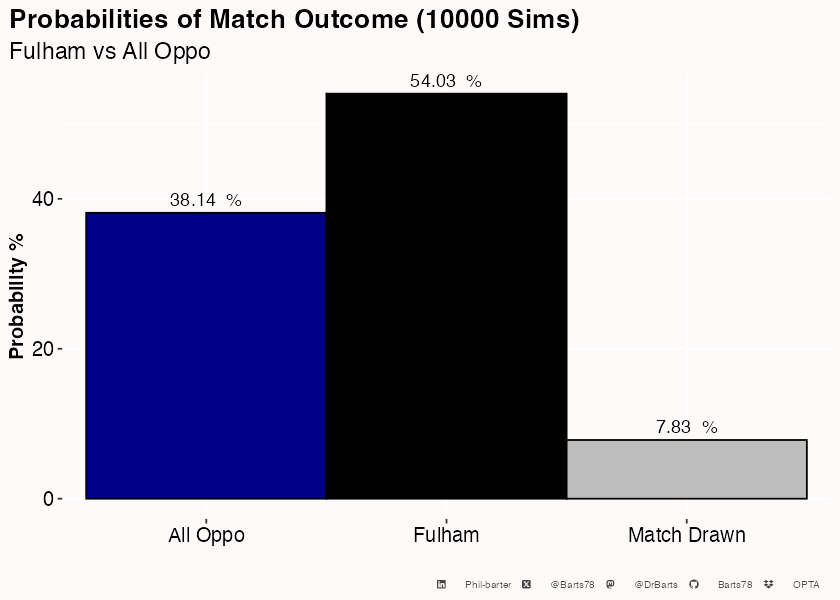 Probabilities of Match Outcome (10000 Sims)
Fulham vs All Oppo
54.03 %
38.14 %
7.83 %
Probability %
40
20
0
All Oppo
Fulham
Match Drawn
Phil-barter @Barts78 @DrBarts Barts78 OPTA